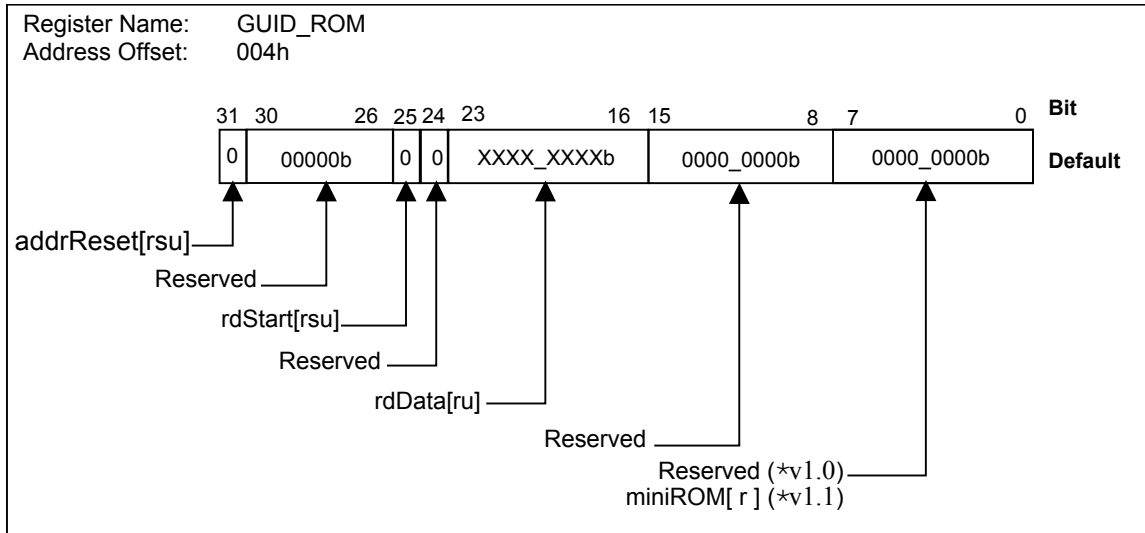 Register Name: GUID_ROM
Address Offset: 004h
31 30 26 25 24 23 16 15 8 7 0 Bit
0 00000b 0 0 XXXX_XXXXb 0000_0000b 0000_0000b Default
addrReset[rsu]
Reserved
rdStart[rsu]
Reserved
rdData[ru]
Reserved
Reserved (*v1.0)
miniROM[ r ] (*v1.1)